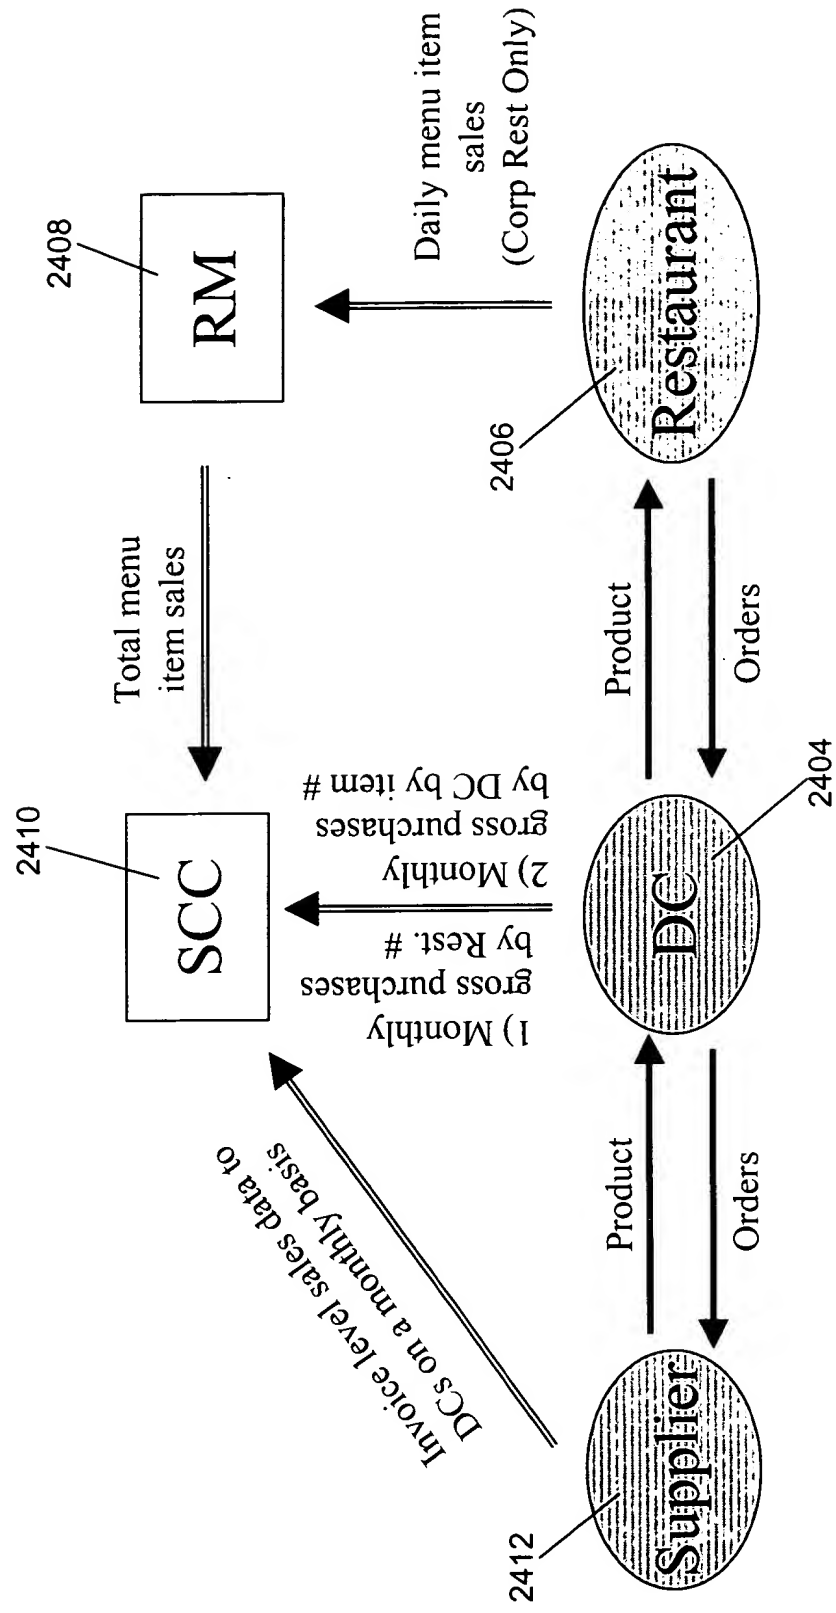 2410
SCC
Total menu
item sales
2408
RM
Invoice level sales data to
DCs on a monthly basis
1) Monthly
gross purchases
by Rest. #
2) Monthly
gross purchases
by DC by item #
Daily menu item
sales
(Corp Rest Only)
2412
Supplier
Product
Orders
DC
2404
Product
Orders
2406
Restaurant